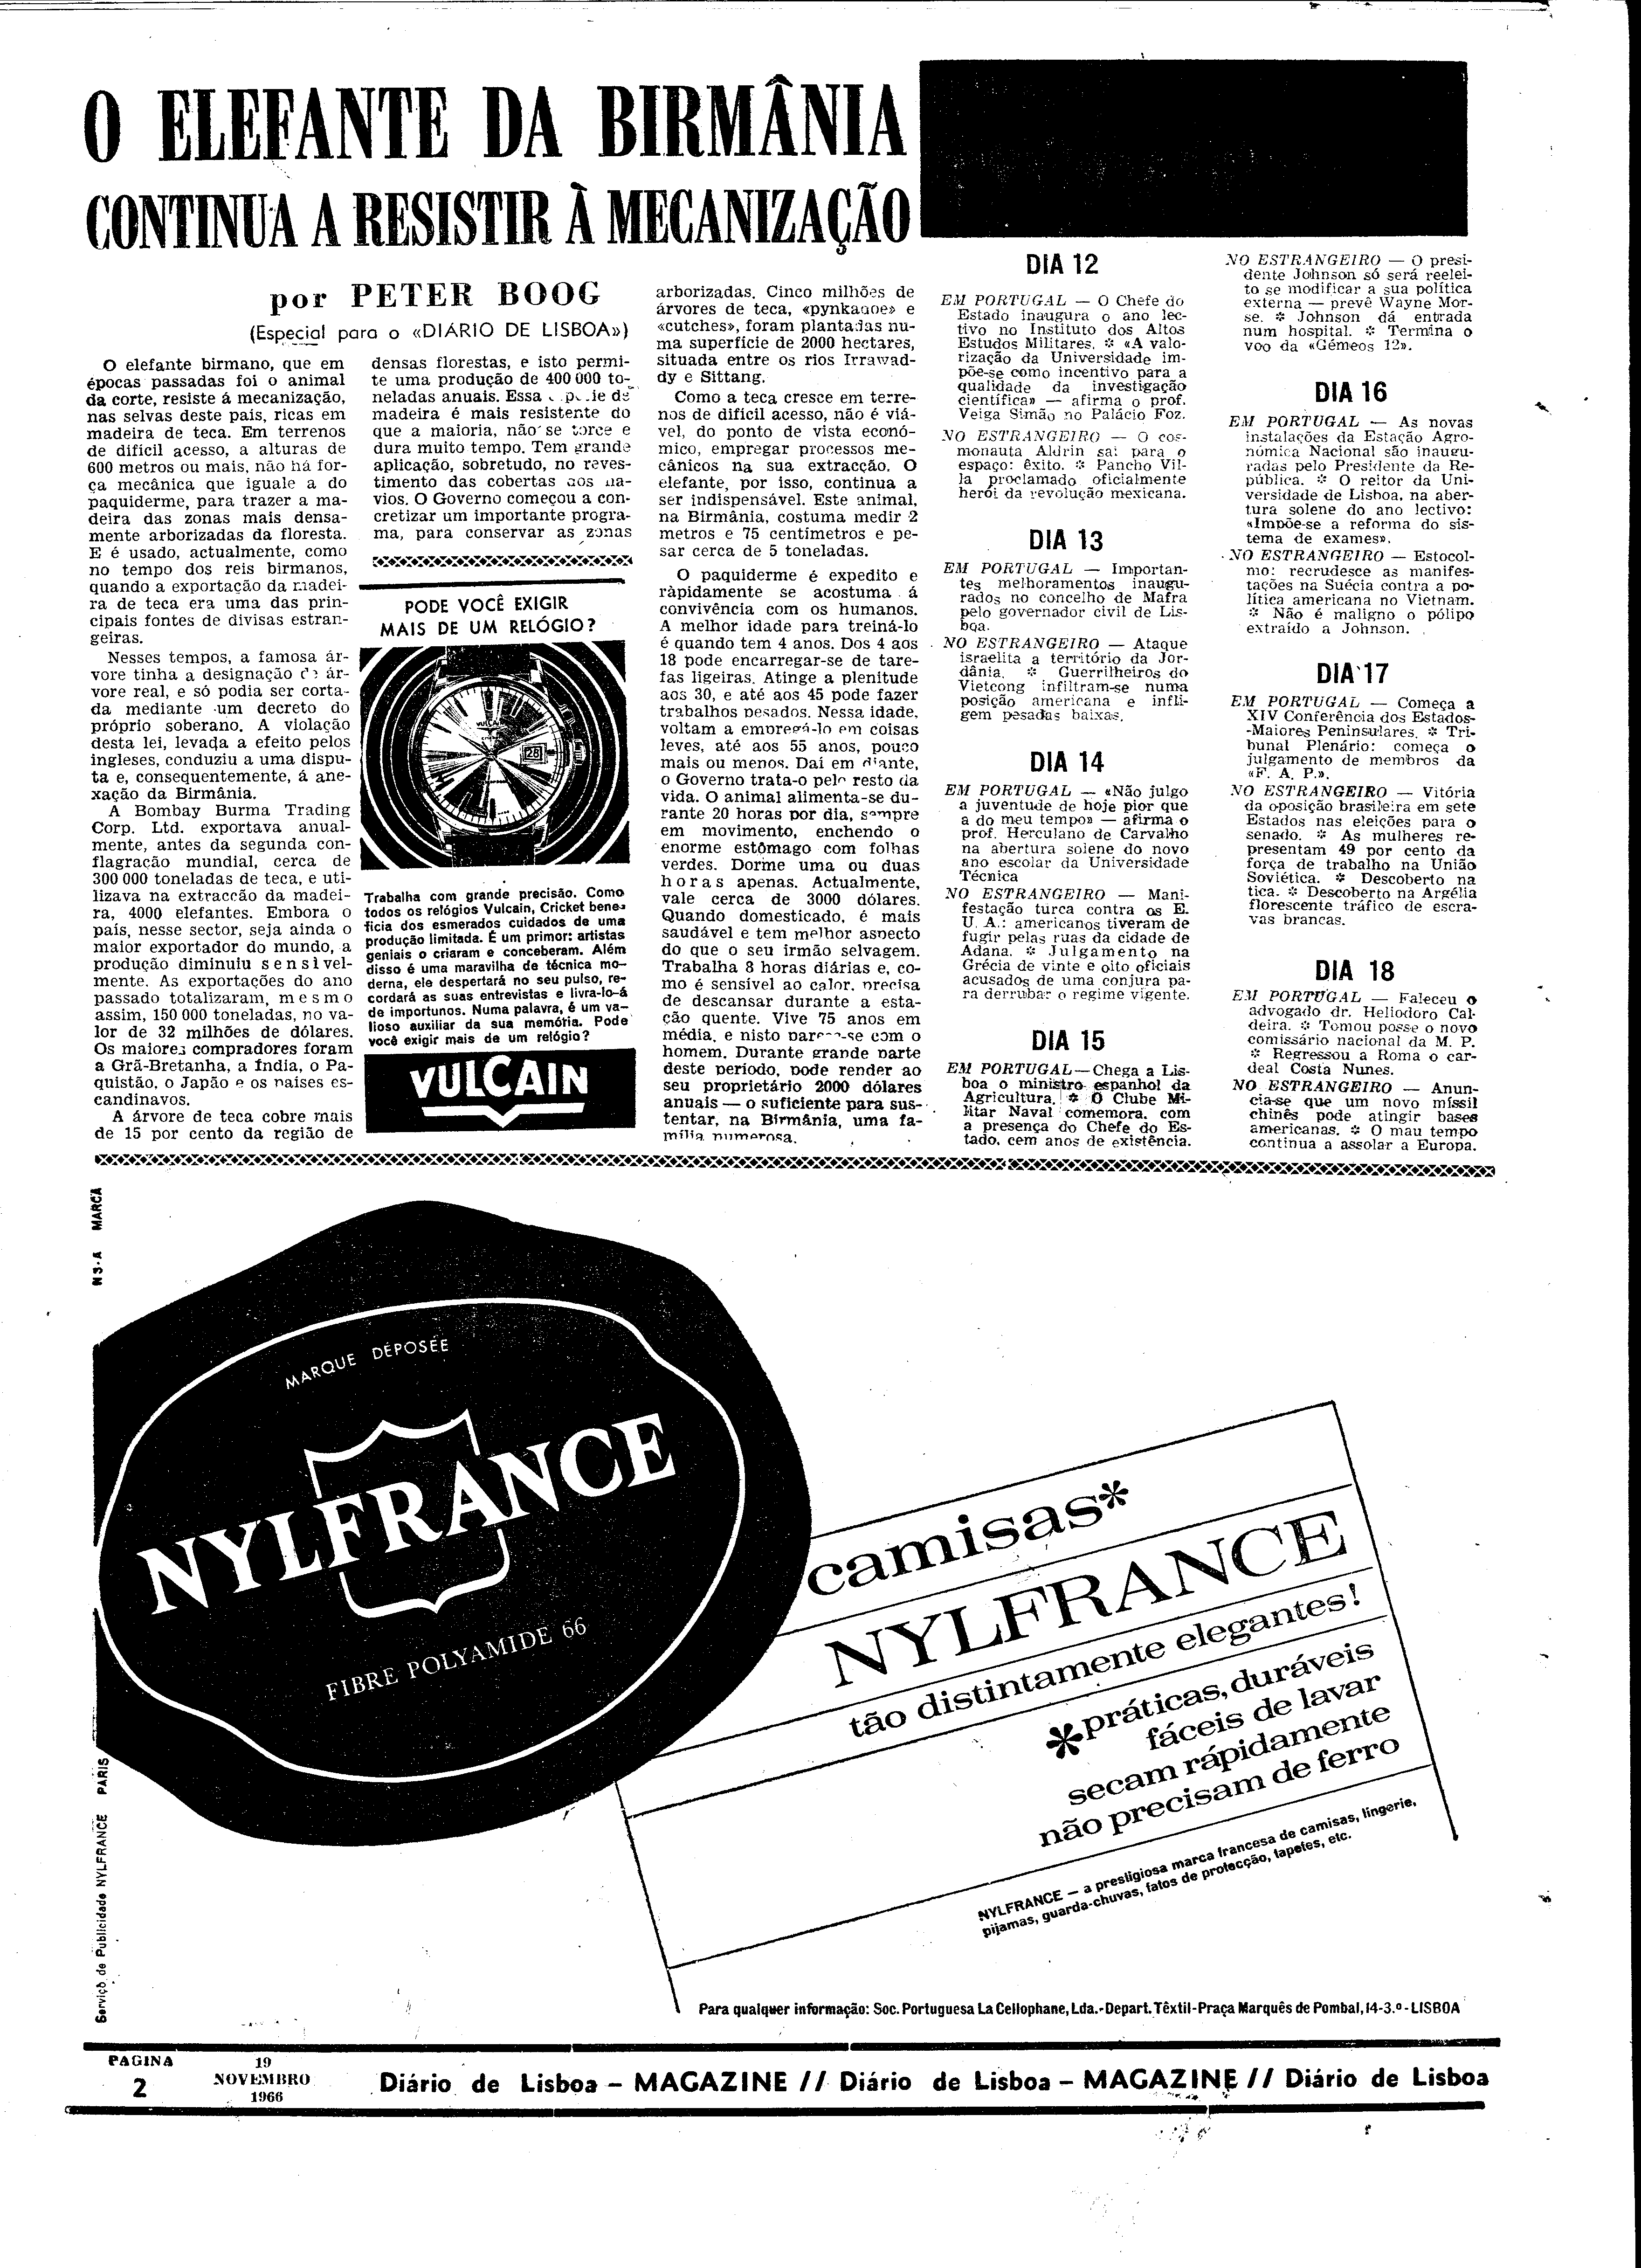 O ELEFANTE DA BIRMÂNIA
CONTINUA A RESISTIR À MECANIZAÇÃO
por PETER BOOG
(Especial para o «DIÁRIO DE LISBOA»)
O elefante birmano, que em
épocas passadas foi o animal
da corte, resiste á mecanização,
nas selvas deste país, ricas em
madeira de teca. Em terrenos
de difícil acesso, a alturas de
600 metros ou mais, não há for-
ça mecânica que iguale a do
paquiderme, para trazer a ma-
deira das zonas mais densa-
mente arborizadas da floresta.
E é usado, actualmente, como
no tempo dos reis birmanos,
quando a exportação da madei-
ra de teca era uma das prin-
cipais fontes de divisas estran-
geiras.
Nesses tempos, a famosa ár-
vore tinha a designação de ár-
vore real, e só podia ser corta-
da mediante um decreto do
próprio soberano. A violação
desta lei, levada a efeito pelos
ingleses, conduziu a uma dispu-
ta e, consequentemente, á ane-
xação da Birmânia.
A Bombay Burma Trading
Corp. Ltd. exportava anual-
mente, antes da segunda con-
flagração mundial, cerca de
300 000 toneladas de teca, e uti-
lizava na extracção da madei-
ra, 4000 elefantes. Embora o
país, nesse sector, seja ainda o
maior exportador do mundo, a
produção diminuiu sensivel-
mente. As exportações do ano
passado totalizaram, mesmo
assim, 150 000 toneladas, no va-
lor de 32 milhões de dólares.
Os maiores compradores foram
a Grã-Bretanha, a Índia, o Pa-
quistão, o Japão e os países es-
candinavos.
A árvore de teca cobre mais
de 15 por cento da região de
densas florestas, e isto permi-
te uma produção de 400 000 to-
neladas anuais. Essa de
madeira é mais resistente do
que a maioria, não se torce e
dura muito tempo. Tem grande
aplicação, sobretudo, no reves-
timento das cobertas dos na-
vios. O Governo começou a con-
cretizar um importante progra-
ma, para conservar as zonas
PODE VOCÊ EXIGIR
MAIS DE UM RELÓGIO?
VULCAIN
28
Trabalha com grande precisão. Como
todos os relógios Vulcain, Cricket bene-
ficia dos esmerados cuidados de uma
produção limitada. É um primor: artistas
geniais o criaram e conceberam. Além
disso é uma maravilha de técnica mo-
derna, ele despertará no seu pulso, re-
cordará as suas entrevistas e livra-lo-á
de importunos. Numa palavra, é um va-
lioso auxiliar da sua memória. Pode
você exigir mais de um relógio?
VULCAIN
arborizadas. Cinco milhões de
árvores de teca, «pynkadoe» e
«cutches», foram plantadas nu-
ma superfície de 2000 hectares,
situada entre os rios Irrawad-
dy e Sittang.
Como a teca cresce em terre-
nos de difícil acesso, não é viá-
vel, do ponto de vista econó-
mico, empregar processos me-
cânicos na sua extracção. O
elefante, por isso, continua a
ser indispensável. Este animal,
na Birmânia, costuma medir 2
metros e 75 centímetros e pe-
sar cerca de 5 toneladas.
O paquiderme é expedito e
ràpidamente se acostuma á
convivência com os humanos.
A melhor idade para treiná-lo
é quando tem 4 anos. Dos 4 aos
18 pode encarregar-se de tare-
fas ligeiras. Atinge a plenitude
aos 30, e até aos 45 pode fazer
trabalhos pesados. Nessa idade,
voltam a empregá-lo em coisas
leves, até aos 55 anos, pouco
mais ou menos. Daí em diante,
o Governo trata-o pelo resto da
vida. O animal alimenta-se du-
rante 20 horas por dia, sempre
em movimento, enchendo o
enorme estômago com folhas
verdes. Dorme uma ou duas
horas apenas. Actualmente,
vale cerca de 3000 dólares.
Quando domesticado, é mais
saudável e tem melhor aspecto
do que o seu irmão selvagem.
Trabalha 8 horas diárias e, co-
mo é sensível ao calor, precisa
de descansar durante a esta-
ção quente. Vive 75 anos em
média, e nisto parece-se com o
homem. Durante grande parte
deste período, pode render ao
seu proprietário 2000 dólares
anuais — o suficiente para sus-
tentar, na Birmânia, uma fa-
mília numerosa.
DIA 12
EM PORTUGAL — O Chefe do
Estado inaugura o ano lec-
tivo no Instituto dos Altos
Estudos Militares. * «A valo-
rização da Universidade im-
põe-se como incentivo para a
qualidade da investigação
científica» — afirma o prof.
Veiga Simão no Palácio Foz.
NO ESTRANGEIRO — O cos-
monauta Aldrin sai para o
espaço: êxito. * Pancho Vil-
la proclamado oficialmente
herói da revolução mexicana.
DIA 13
EM PORTUGAL — Importan-
tes melhoramentos inaugu-
rados no concelho de Mafra
pelo governador civil de Lis-
boa.
NO ESTRANGEIRO — Ataque
israelita a território da Jor-
dânia. * Guerrilheiros do
Vietcong infiltram-se numa
posição americana e infli-
gem pesadas baixas.
DIA 14
EM PORTUGAL — «Não julgo
a juventude de hoje pior que
a do meu tempo» — afirma o
prof. Herculano de Carvalho
na abertura solene do novo
ano escolar da Universidade
Técnica
NO ESTRANGEIRO — Mani-
festação turca contra os E.
U. A.: americanos tiveram de
fugir pelas ruas da cidade de
Adana. * Julgamento na
Grécia de vinte e oito oficiais
acusados de uma conjura pa-
ra derrubar o regime vigente.
DIA 15
EM PORTUGAL — Chega a Lis-
boa o ministro espanhol da
Agricultura. * O Clube Mi-
litar Naval comemora, com
a presença do Chefe do Es-
tado, cem anos de existência.
NO ESTRANGEIRO — O presi-
dente Johnson só será reelei-
to se modificar a sua política
externa — prevê Wayne Mor-
se. * Johnson dá entrada
num hospital. * Termina o
voo da «Gémeos 12».
DIA 16
EM PORTUGAL — As novas
instalações da Estação Agro-
nómica Nacional são inaugu-
radas pelo Presidente da Re-
pública. * O reitor da Uni-
versidade de Lisboa, na aber-
tura solene do ano lectivo:
«Impõe-se a reforma do sis-
tema de exames».
NO ESTRANGEIRO — Estocol-
mo: recrudesce as manifes-
tações na Suécia contra a po-
lítica americana no Vietnam.
* Não é maligno o pólipo
extraído a Johnson.
DIA 17
EM PORTUGAL — Começa a
XIV Conferência dos Estados-
-Maiores Peninsulares. * Tri-
bunal Plenário: começa o
julgamento de membros da
«F. A. P.».
NO ESTRANGEIRO — Vitória
da oposição brasileira em sete
Estados nas eleições para o
senado. * As mulheres re-
presentam 49 por cento da
força de trabalho na União
Soviética. * Descoberto na
tica. * Descoberto na Argélia
florescente tráfico de escra-
vas brancas.
DIA 18
EM PORTUGAL — Faleceu o
advogado dr. Heliodoro Cal-
deira. * Tomou posse o novo
comissário nacional da M. P.
* Regressou a Roma o car-
deal Costa Nunes.
NO ESTRANGEIRO — Anun-
cia-se que um novo míssil
chinês pode atingir bases
americanas. * O mau tempo
continua a assolar a Europa.
NS-A MARCA
MARQUE DÉPOSÉE
NYLFRANCE
FIBRE POLYAMIDE 66
Serviço de Publicidade NYLFRANCE PARIS
camisas*
NYLFRANCE
tão distintamente elegantes!
*práticas, duráveis
fáceis de lavar
secam rápidamente
não precisam de ferro
NYLFRANCE — a prestigiosa marca francesa de camisas, lingerie,
pijamas, guarda-chuvas, fatos de protecção, tapetes, etc.
Para qualquer informação: Soc. Portuguesa La Cellophane, Lda.-Depart. Têxtil-Praça Marquês de Pombal, 14-3.º-LISBOA
PAGINA
2
19
NOVEMBRO
1966
Diário de Lisboa – MAGAZINE // Diário de Lisboa – MAGAZINE // Diário de Lisboa